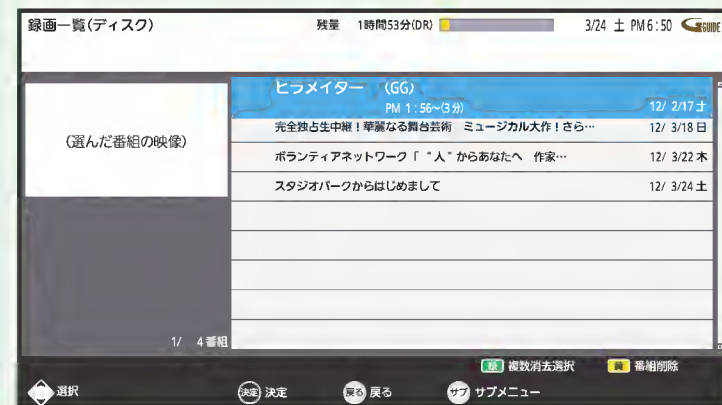 録画一覧(ディスク) 残量 1時間53分(DR) 3/24 土 PM 6:50 GGUIDE
ヒラメイター (GG)
PM 1:56~(3分) 12/ 2/17 土
(選んだ番組の映像)
完全独占生中継!華麗なる舞台芸術 ミュージカル大作!さら… 12/ 3/18 日
ボランティアネットワーク「“人”からあなたへ 作家… 12/ 3/22 木
スタジオパークからはじめまして 12/ 3/24 土
1/ 4番組
緑 複数消去選択 黄 番組削除
選択 決定 決定 戻る 戻る サブ サブメニュー